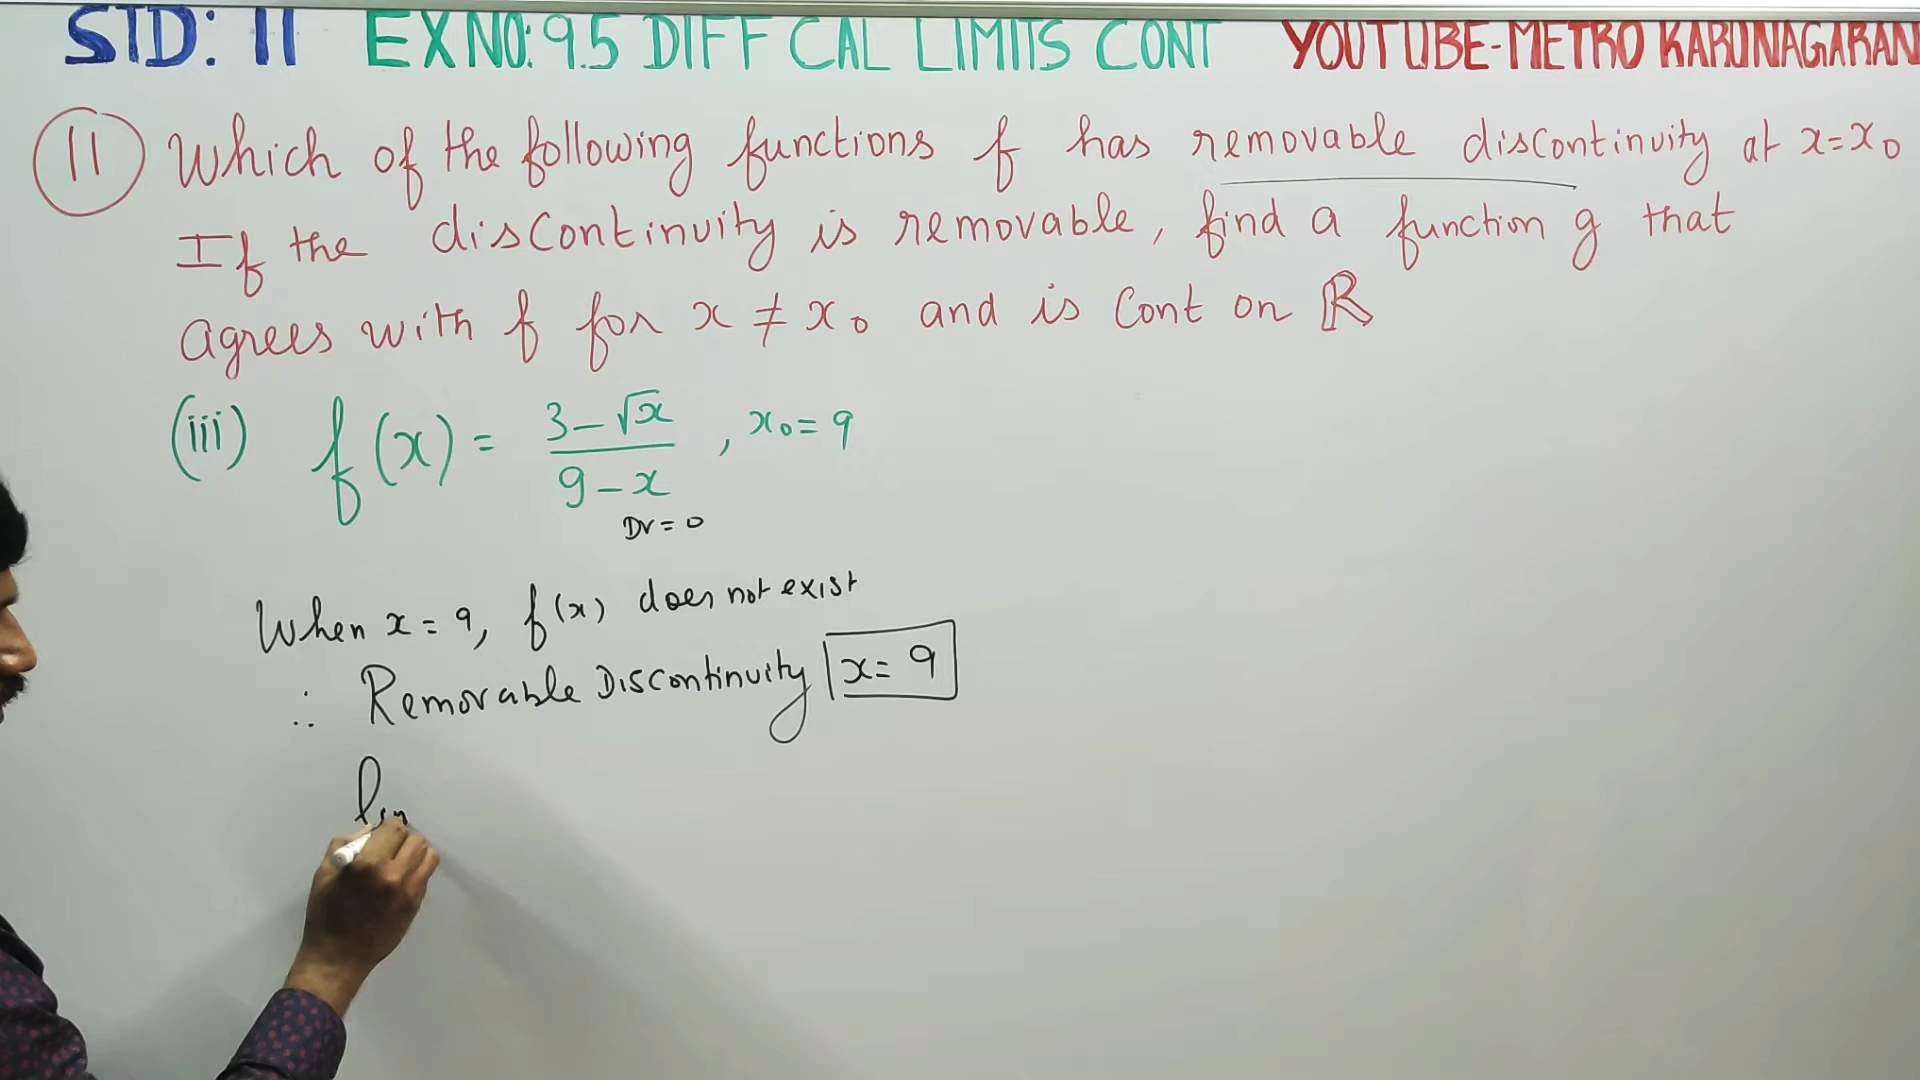 STD: 11 EX NO: 9.5 DIFF CAL LIMITS CONT YOUTUBE-METRO KARUNAGARAN
11 Which of the following functions f has removable discontinuity at x=x₀
If the discontinuity is removable, find a function g that
agrees with f for x ≠ x₀ and is Cont on ℝ
(iii) f(x) = (3-√x)/(9-x), x₀=9
Dr=0
When x=9, f(x) does not exist
∴ Removable Discontinuity x=9